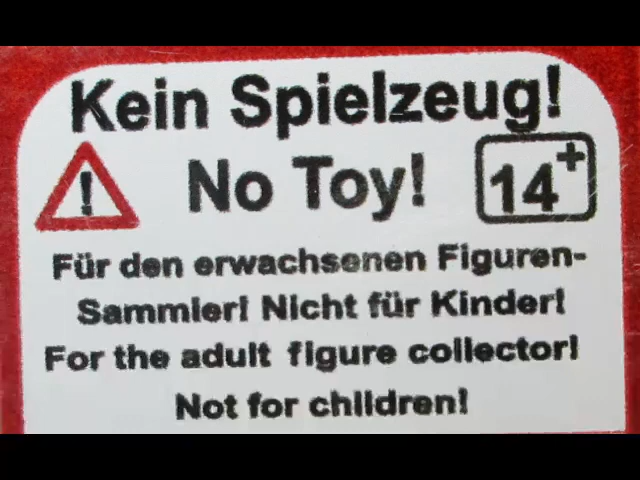 Kein Spielzeug!
! No Toy! 14+
Für den erwachsenen Figuren-
Sammler! Nicht für Kinder!
For the adult figure collector!
Not for children!